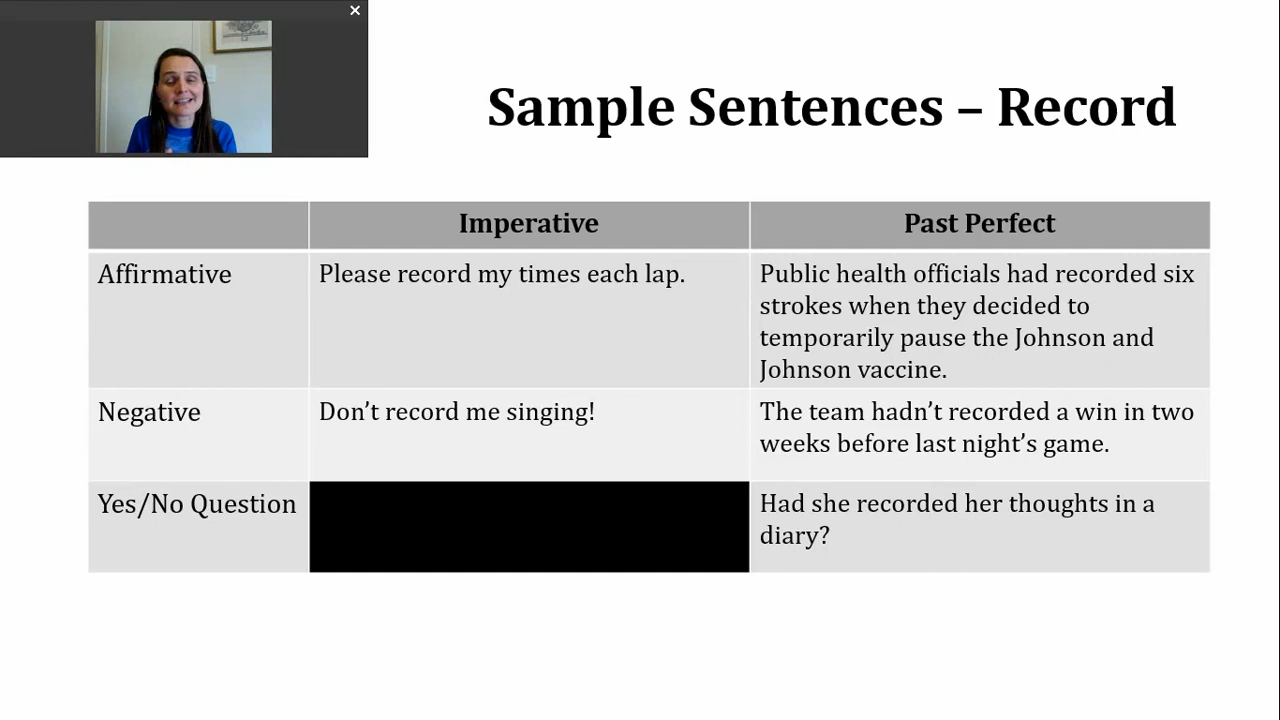 Sample Sentences – Record
Imperative
Past Perfect
Affirmative
Please record my times each lap.
Public health officials had recorded six
strokes when they decided to
temporarily pause the Johnson and
Johnson vaccine.
Negative
Don’t record me singing!
The team hadn’t recorded a win in two
weeks before last night’s game.
Yes/No Question
Had she recorded her thoughts in a
diary?